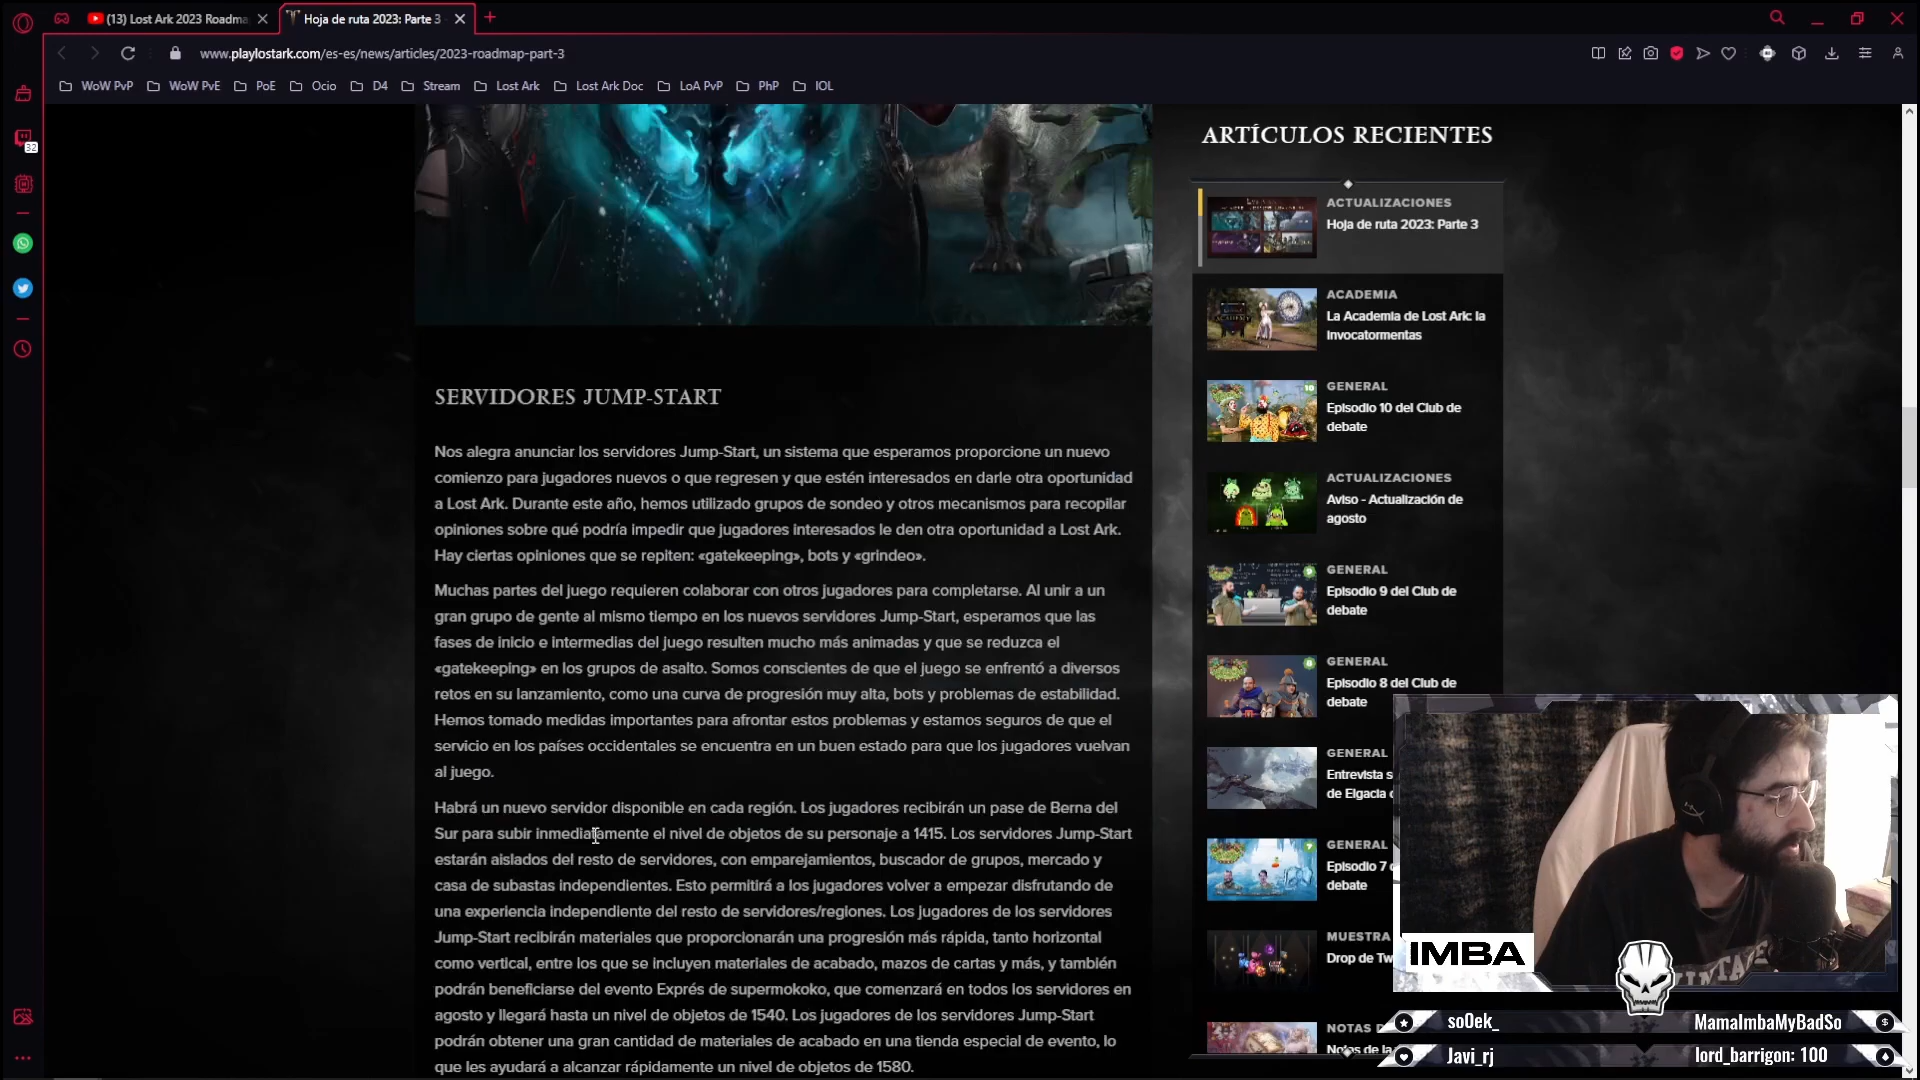 (13) Lost Ark 2023 Roadma
Hoja de ruta 2023: Parte 3
www.playlostark.com/es-es/news/articles/2023-roadmap-part-3
WoW PvP
WoW PvE
PoE
Ocio
D4
Stream
Lost Ark
Lost Ark Doc
LoA PvP
PhP
IOL
32
SERVIDORES JUMP-START
Nos alegra anunciar los servidores Jump-Start, un sistema que esperamos proporcione un nuevo
comienzo para jugadores nuevos o que regresen y que estén interesados en darle otra oportunidad
a Lost Ark. Durante este año, hemos utilizado grupos de sondeo y otros mecanismos para recopilar
opiniones sobre qué podría impedir que jugadores interesados le den otra oportunidad a Lost Ark.
Hay ciertas opiniones que se repiten: «gatekeeping», bots y «grindeo».
Muchas partes del juego requieren colaborar con otros jugadores para completarse. Al unir a un
gran grupo de gente al mismo tiempo en los nuevos servidores Jump-Start, esperamos que las
fases de inicio e intermedias del juego resulten mucho más animadas y que se reduzca el
«gatekeeping» en los grupos de asalto. Somos conscientes de que el juego se enfrentó a diversos
retos en su lanzamiento, como una curva de progresión muy alta, bots y problemas de estabilidad.
Hemos tomado medidas importantes para afrontar estos problemas y estamos seguros de que el
servicio en los países occidentales se encuentra en un buen estado para que los jugadores vuelvan
al juego.
Habrá un nuevo servidor disponible en cada región. Los jugadores recibirán un pase de Berna del
Sur para subir inmediatamente el nivel de objetos de su personaje a 1415. Los servidores Jump-Start
estarán aislados del resto de servidores, con emparejamientos, buscador de grupos, mercado y
casa de subastas independientes. Esto permitirá a los jugadores volver a empezar disfrutando de
una experiencia independiente del resto de servidores/regiones. Los jugadores de los servidores
Jump-Start recibirán materiales que proporcionarán una progresión más rápida, tanto horizontal
como vertical, entre los que se incluyen materiales de acabado, mazos de cartas y más, y también
podrán beneficiarse del evento Exprés de supermokoko, que comenzará en todos los servidores en
agosto y llegará hasta un nivel de objetos de 1540. Los jugadores de los servidores Jump-Start
podrán obtener una gran cantidad de materiales de acabado en una tienda especial de evento, lo
que les ayudará a alcanzar rápidamente un nivel de objetos de 1580.
ARTÍCULOS RECIENTES
ACTUALIZACIONES
Hoja de ruta 2023: Parte 3
ACADEMIA
La Academia de Lost Ark: la
Invocatormentas
GENERAL
Episodio 10 del Club de
debate
ACTUALIZACIONES
Aviso - Actualización de
agosto
GENERAL
Episodio 9 del Club de
debate
GENERAL
Episodio 8 del Club de
debate
GENERAL
Entrevista s
de Elgacia
GENERAL
Episodio 7
debate
MUESTRA
Drop de Tw
NOTAS D
Notas de la
IMBA
so0ek_
MamaImbaMyBadSo
Javi_rj
lord_barrigon: 100